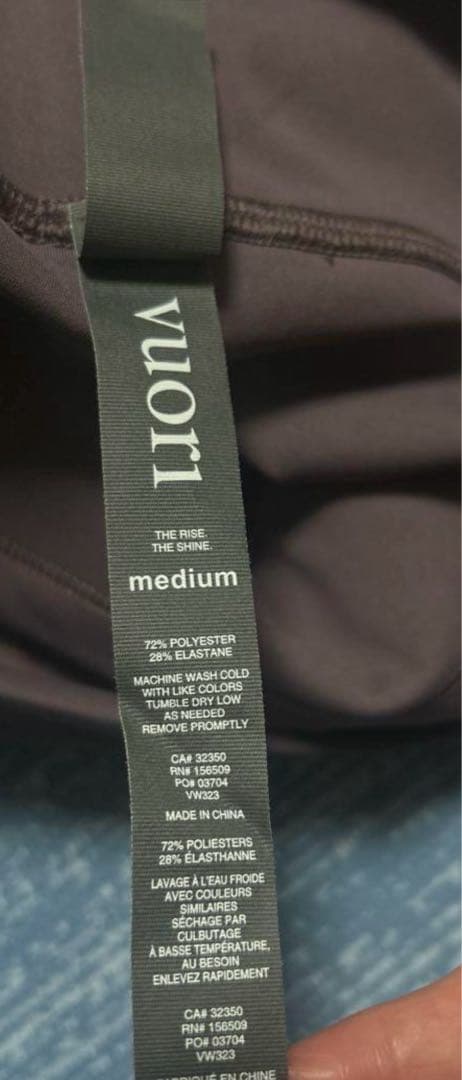 vuori
THE RISE.
THE SHINE.
medium
72% POLYESTER
28% ELASTANE
MACHINE WASH COLD
WITH LIKE COLORS
TUMBLE DRY LOW
AS NEEDED
REMOVE PROMPTLY
CA# 32350
RN# 156509
PO# 03704
VW323
MADE IN CHINA
72% POLIESTERS
28% ÉLASTHANNE
LAVAGE À L'EAU FROIDE
AVEC COULEURS
SIMILAIRES
SÉCHAGE PAR
CULBUTAGE
À BASSE TEMPÉRATURE,
AU BESOIN
ENLEVEZ RAPIDEMENT
CA# 32350
RN# 156509
PO# 03704
VW323
FABRIQUÉ EN CHINE